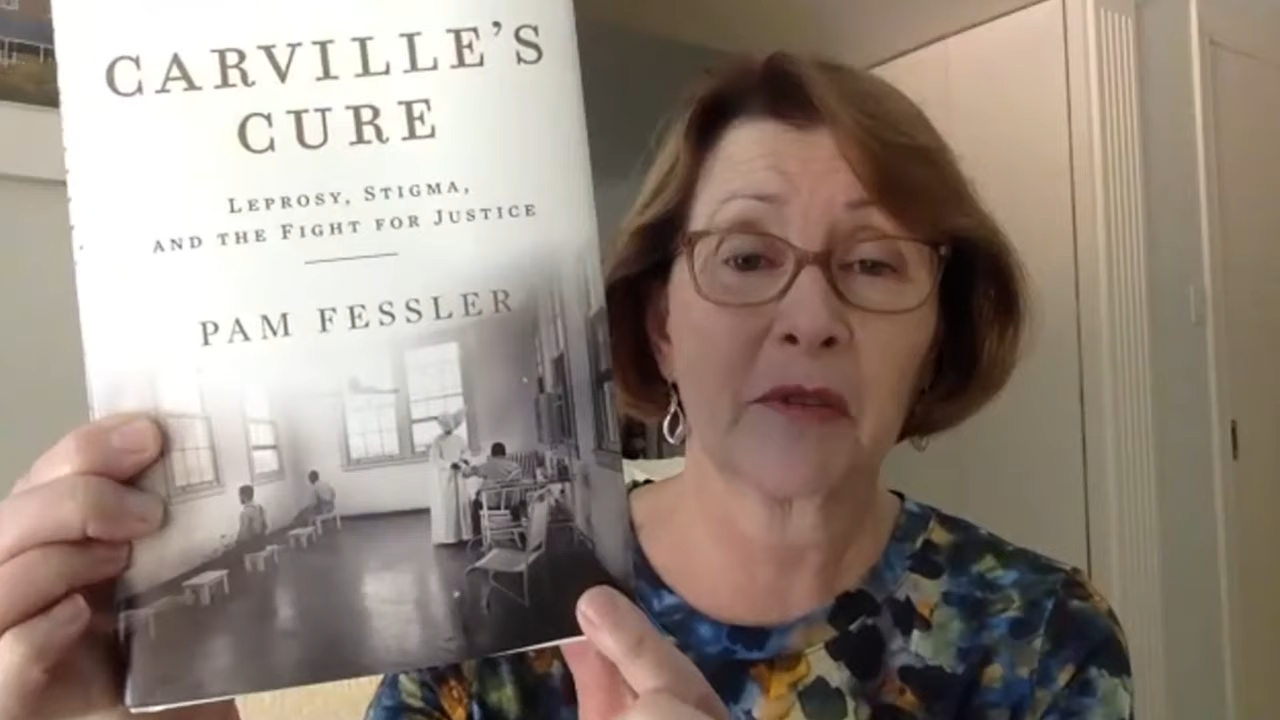 CARVILLE'S
CURE
LEPROSY, STIGMA,
AND THE FIGHT FOR JUSTICE
PAM FESSLER